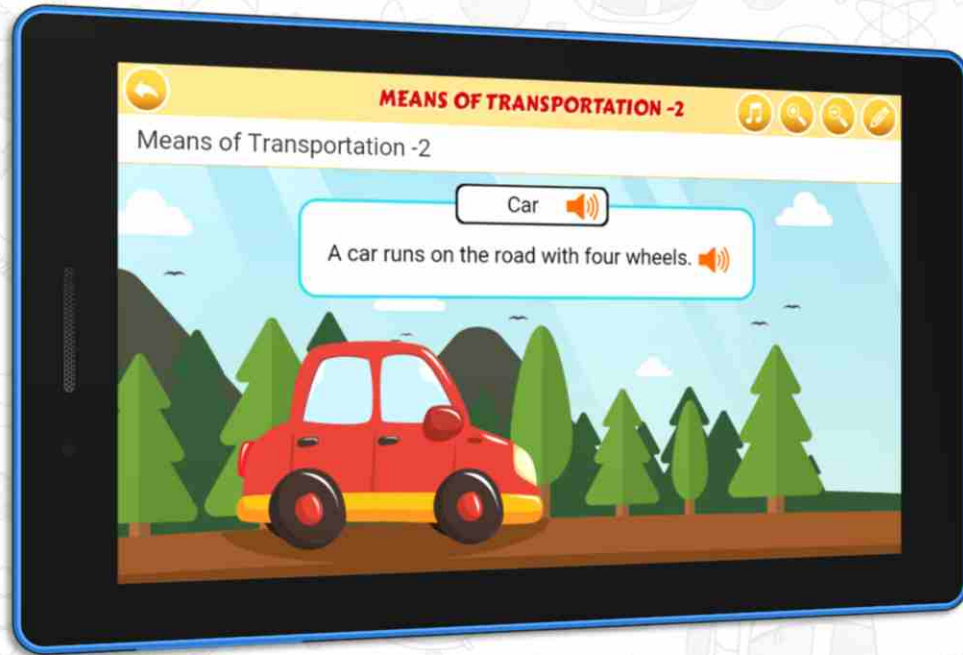 MEANS OF TRANSPORTATION -2
Means of Transportation -2
Car
A car runs on the road with four wheels.